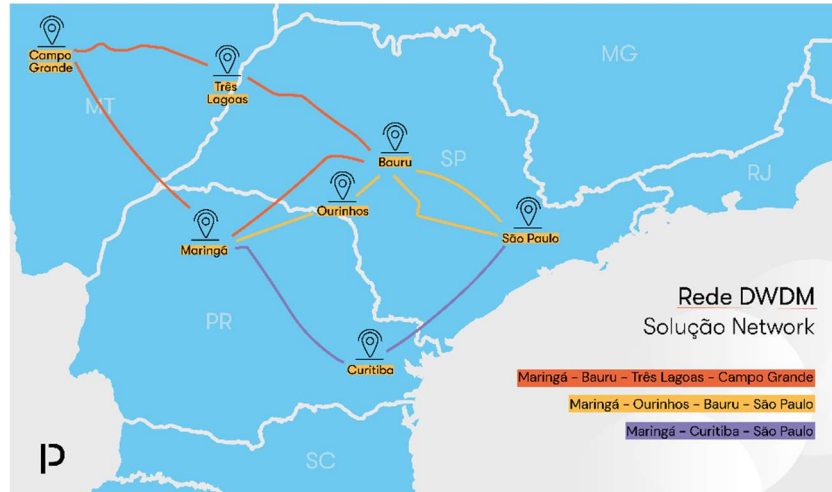 Campo
Grande
MT
Três
Lagoas
MG
Bauru
SP
RJ
Ourinhos
Maringá
São Paulo
PR
Curitiba
SC
Rede DWDM
Solução Network
Maringá - Bauru - Três Lagoas - Campo Grande
Maringá - Ourinhos - Bauru - São Paulo
Maringá - Curitiba - São Paulo
p